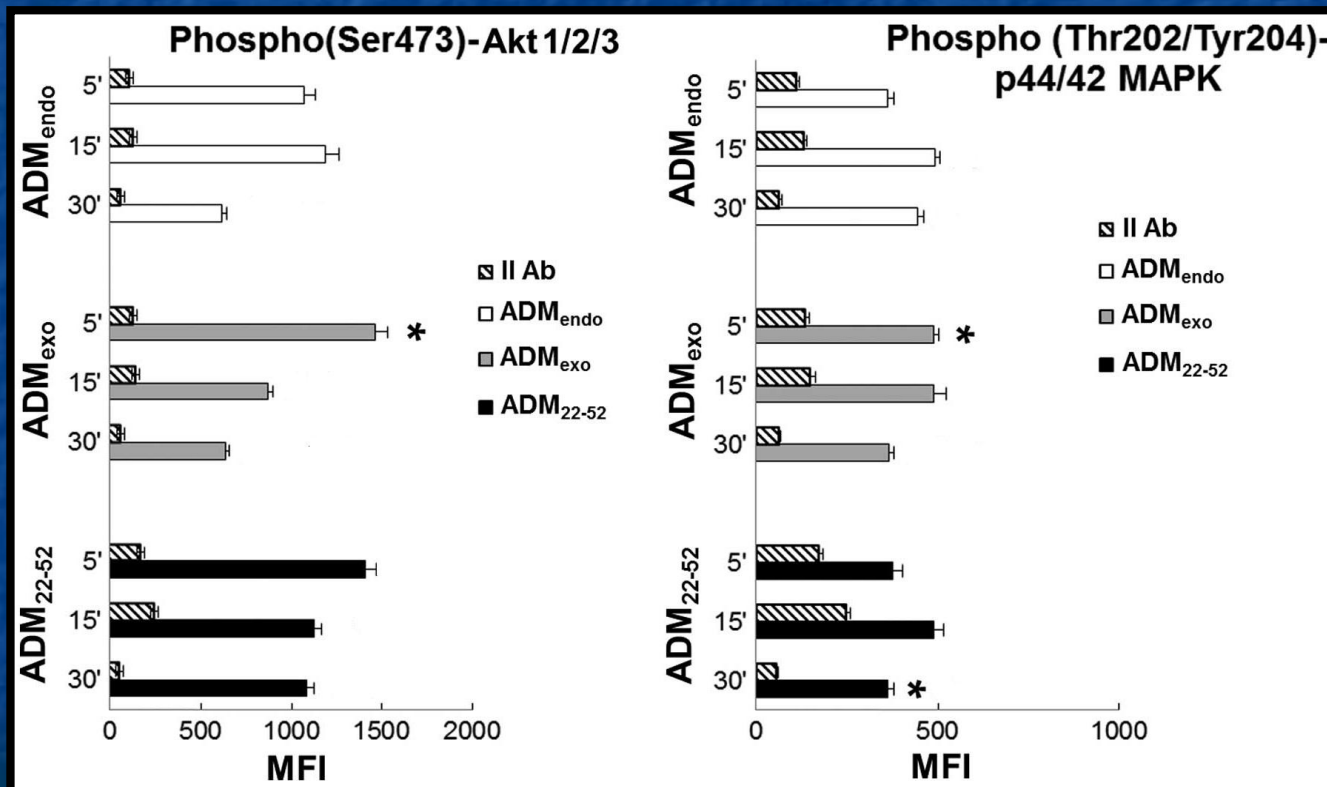 Phospho(Ser473)-Akt 1/2/3
ADMendo
5'
15'
30'
ADMexo
5'
15'
30'
ADM22-52
5'
15'
30'
0 500 1000 1500 2000
MFI
II Ab
ADMendo
ADMexo
ADM22-52
*
Phospho (Thr202/Tyr204)-
p44/42 MAPK
ADMendo
5'
15'
30'
ADMexo
5'
15'
30'
ADM22-52
5'
15'
30'
0 500 1000
MFI
II Ab
ADMendo
ADMexo
ADM22-52
*
*